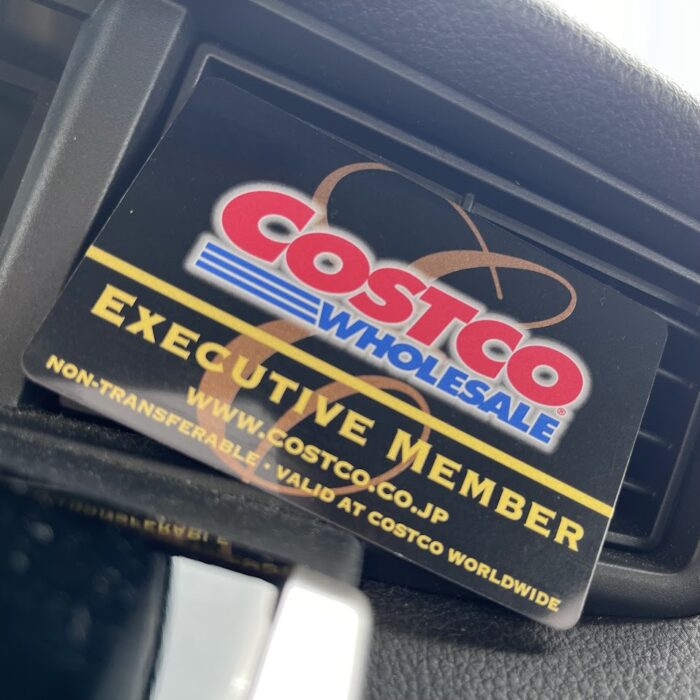 COSTCO
WHOLESALE
EXECUTIVE MEMBER
WWW.COSTCO.CO.JP
NON-TRANSFERABLE · VALID AT COSTCO WORLDWIDE